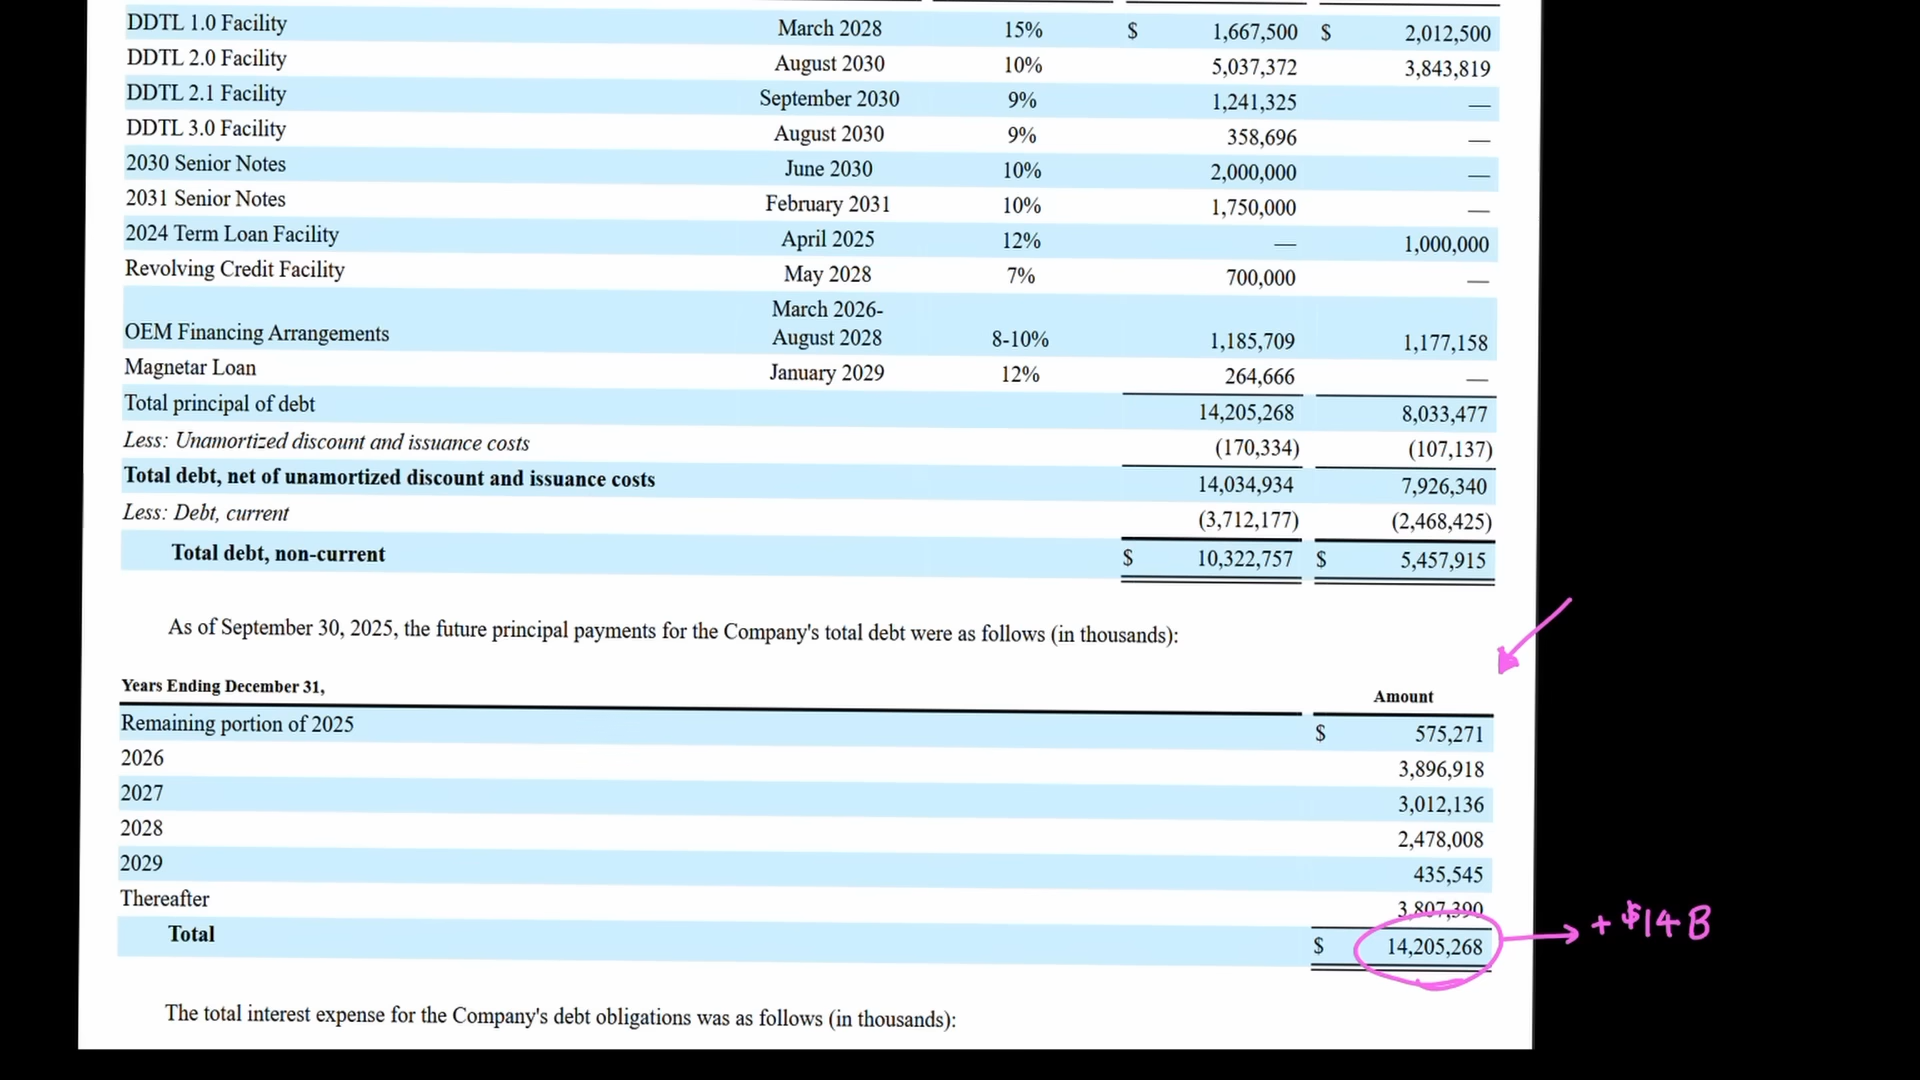 DDTL 1.0 Facility March 2028 15% $ 1,667,500 $ 2,012,500
DDTL 2.0 Facility August 2030 10% 5,037,372 3,843,819
DDTL 2.1 Facility September 2030 9% 1,241,325 —
DDTL 3.0 Facility August 2030 9% 358,696 —
2030 Senior Notes June 2030 10% 2,000,000 —
2031 Senior Notes February 2031 10% 1,750,000 —
2024 Term Loan Facility April 2025 12% — 1,000,000
Revolving Credit Facility May 2028 7% 700,000 —
March 2026-
OEM Financing Arrangements August 2028 8-10% 1,185,709 1,177,158
Magnetar Loan January 2029 12% 264,666 —
Total principal of debt 14,205,268 8,033,477
Less: Unamortized discount and issuance costs (170,334) (107,137)
Total debt, net of unamortized discount and issuance costs 14,034,934 7,926,340
Less: Debt, current (3,712,177) (2,468,425)
Total debt, non-current $ 10,322,757 $ 5,457,915
As of September 30, 2025, the future principal payments for the Company's total debt were as follows (in thousands):
Years Ending December 31, Amount
Remaining portion of 2025 $ 575,271
2026 3,896,918
2027 3,012,136
2028 2,478,008
2029 435,545
Thereafter 3,807,390
Total $ 14,205,268 + $14 B
The total interest expense for the Company's debt obligations was as follows (in thousands):